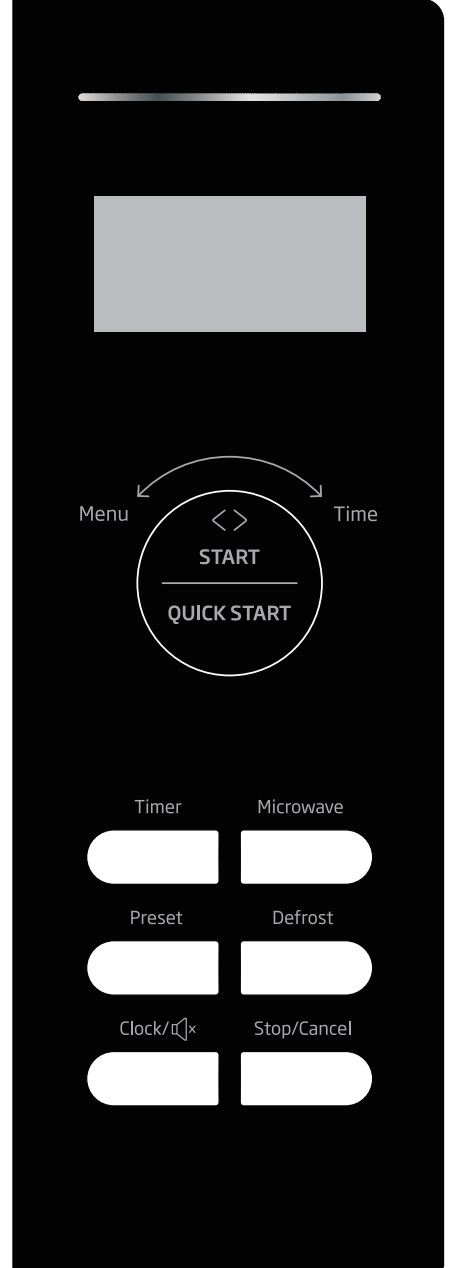 Menu
Time
START
QUICK START
Timer
Microwave
Preset
Defrost
Clock/
Stop/Cancel